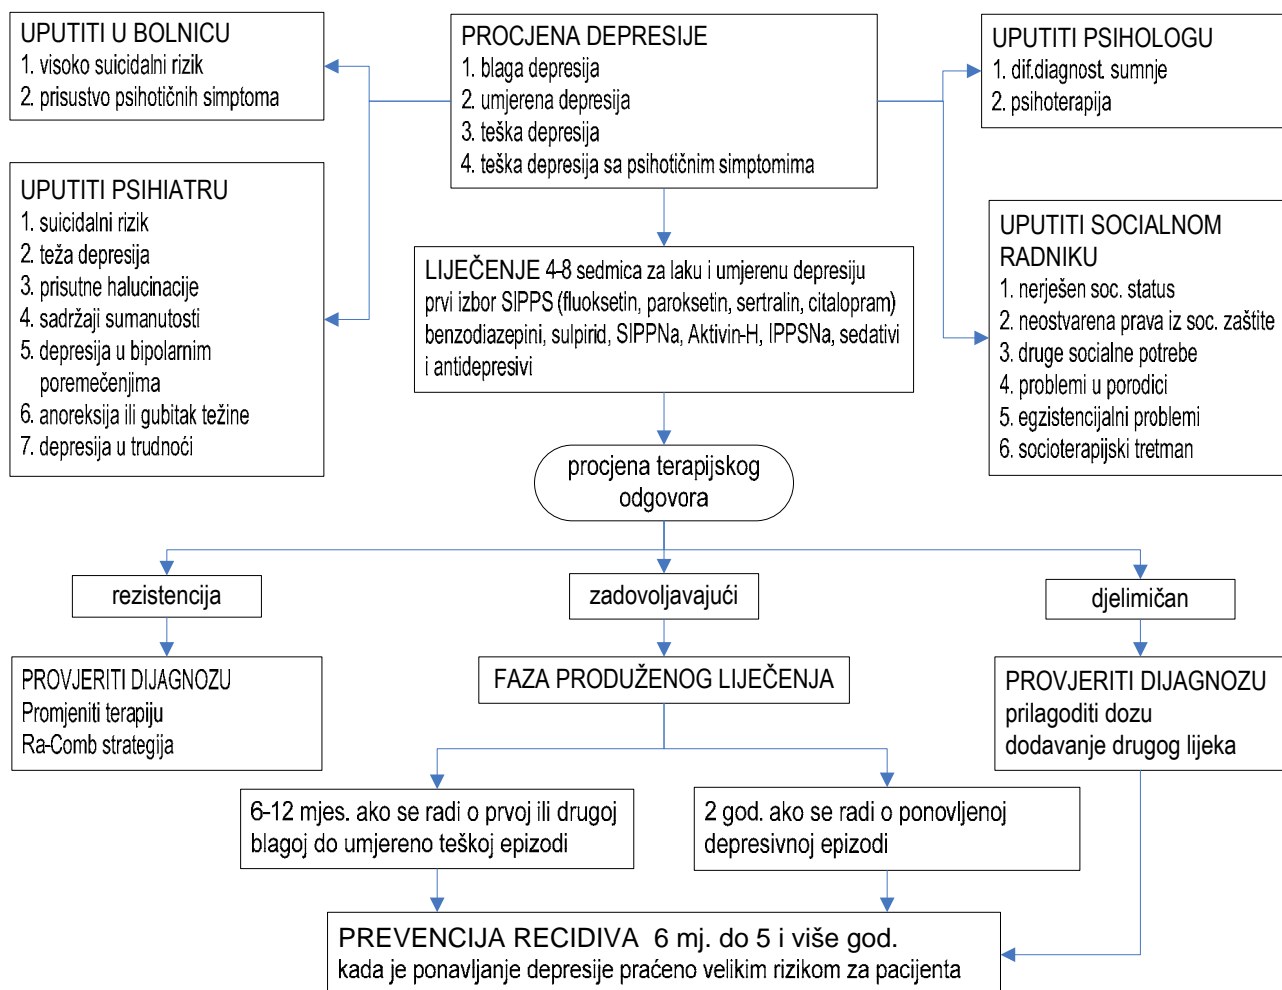 UPUTITI U BOLNICU
1. visoko suicidalni rizik
2. prisustvo psihotičnih simptoma
PROCJENA DEPRESIJE
1. blaga depresija
2. umjerena depresija
3. teška depresija
4. teška depresija sa psihotičnim simptomima
UPUTITI PSIHOLOGU
1. dif.diagnost. sumnje
2. psihoterapija
UPUTITI PSIHIATRU
1. suicidalni rizik
2. teža depresija
3. prisutne halucinacije
4. sadržaji sumanutosti
5. depresija u bipolarnim
poremečenjima
6. anoreksija ili gubitak težine
7. depresija u trudnoći
LIJEČENJE 4-8 sedmica za laku i umjerenu depresiju
prvi izbor SIPPS (fluoksetin, paroksetin, sertralin, citalopram)
benzodiazepini, sulpirid, SIPPNa, Aktivin-H, IPPSNa, sedativi
i antidepresivi
UPUTITI SOCIALNOM
RADNIKU
1. nerješen soc. status
2. neostvarena prava iz soc. zaštite
3. druge socialne potrebe
4. problemi u porodici
5. egzistencijalni problemi
6. socioterapijski tretman
procjena terapijskog
odgovora
rezistencija
zadovoljavajući
djelimičan
PROVJERITI DIJAGNOZU
Promjeniti terapiju
Ra-Comb strategija
FAZA PRODUŽENOG LIJEČENJA
PROVJERITI DIJAGNOZU
prilagoditi dozu
dodavanje drugog lijeka
6-12 mjes. ako se radi o prvoj ili drugoj
blagoj do umjereno teškoj epizodi
2 god. ako se radi o ponovljenoj
depresivnoj epizodi
PREVENCIJA RECIDIVA 6 mj. do 5 i više god.
kada je ponavljanje depresije praćeno velikim rizikom za pacijenta